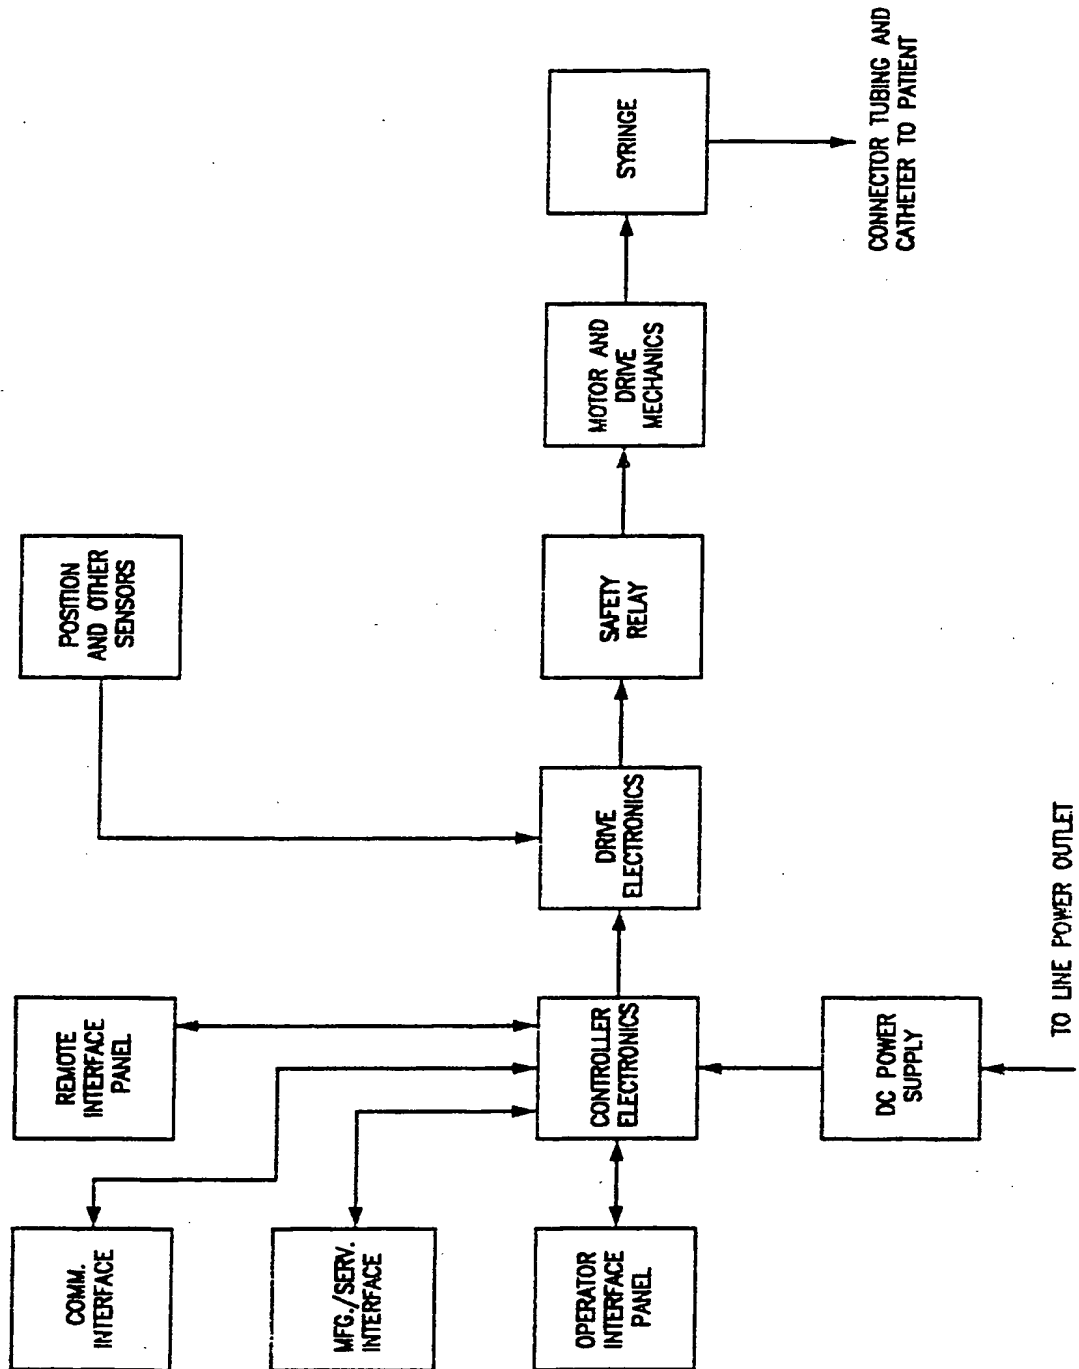 COMM.
INTERFACE
REMOTE
INTERFACE
PANEL
POSITION
AND OTHER
SENSORS
MFG./SERV.
INTERFACE
OPERATOR
INTERFACE
PANEL
CONTROLLER
ELECTRONICS
DRIVE
ELECTRONICS
SAFETY
RELAY
MOTOR AND
DRIVE
MECHANICS
SYRINGE
DC POWER
SUPPLY
CONNECTOR TUBING AND
CATHETER TO PATIENT
TO LINE POWER OUTLET